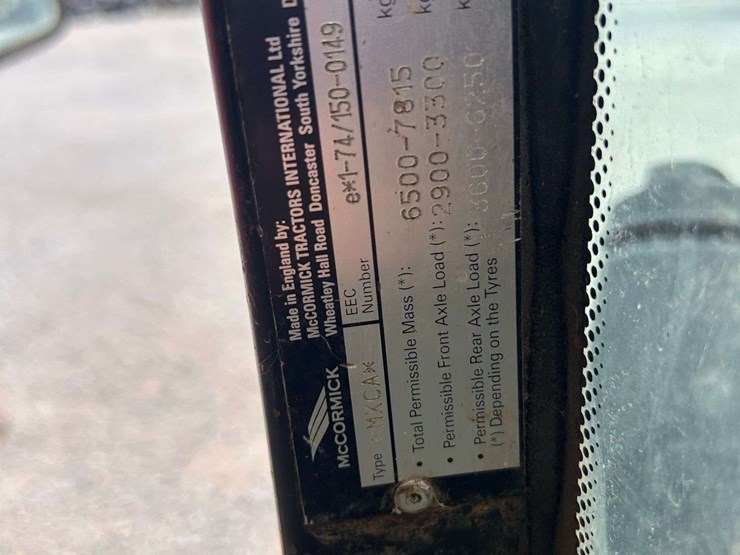 Made in England by:
McCORMICK TRACTORS INTERNATIONAL Ltd
Wheatley Hall Road Doncaster South Yorkshire D
McCORMICK
Type *MXCA*
EEC Number e*1-74/150-0149
• Total Permissible Mass (*): 6500-7815 kg
• Permissible Front Axle Load (*): 2900-3300 kg
• Permissible Rear Axle Load (*): k
(*) Depending on the Tyres